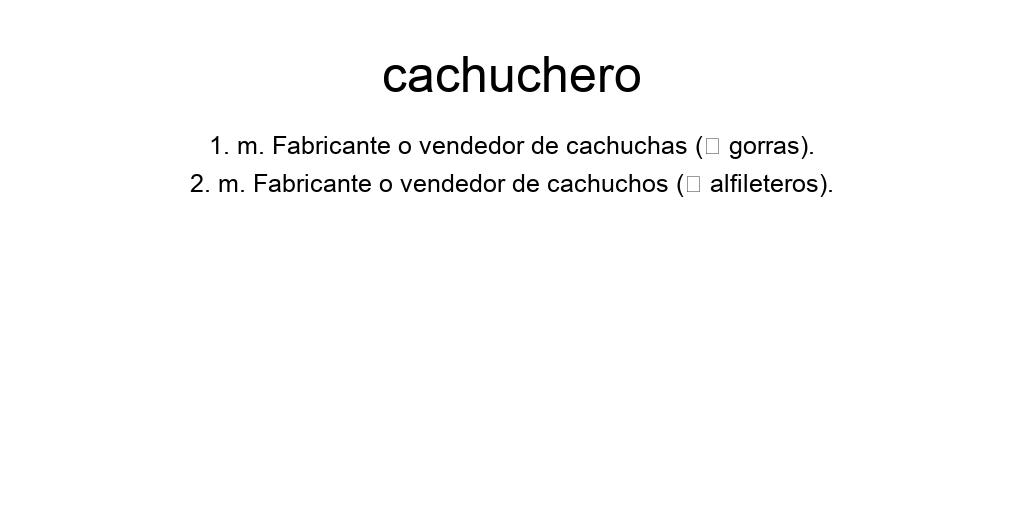 cachuchero
1. m. Fabricante o vendedor de cachuchas (□ gorras).
2. m. Fabricante o vendedor de cachuchos (□ alfileteros).